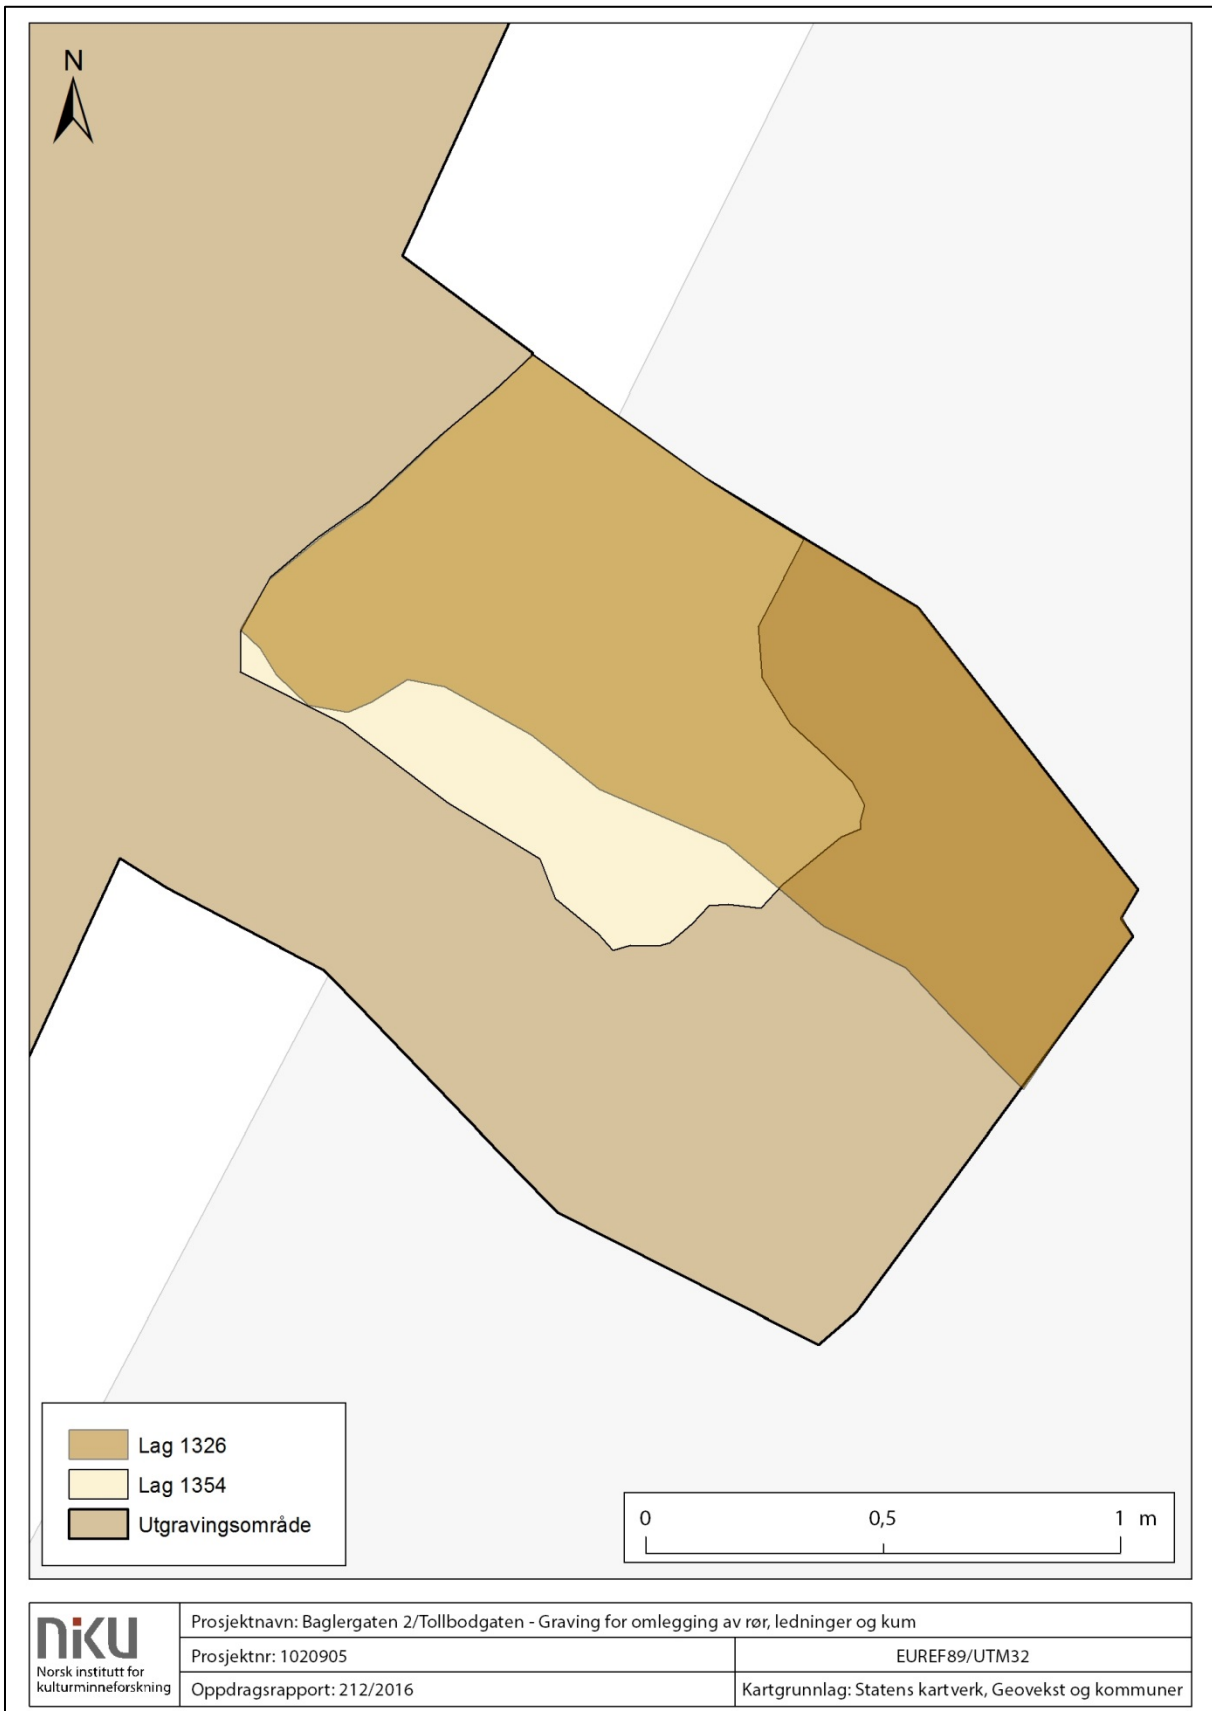 N
Lag 1326
Lag 1354
Utgravingsområde
0 0,5 1 m
niku
Norsk institutt for
kulturminneforskning
Prosjektnavn: Baglergaten 2/Tollbodgaten - Graving for omlegging av rør, ledninger og kum
Prosjektnr: 1020905
EUREF89/UTM32
Oppdragsrapport: 212/2016
Kartgrunnlag: Statens kartverk, Geovekst og kommuner